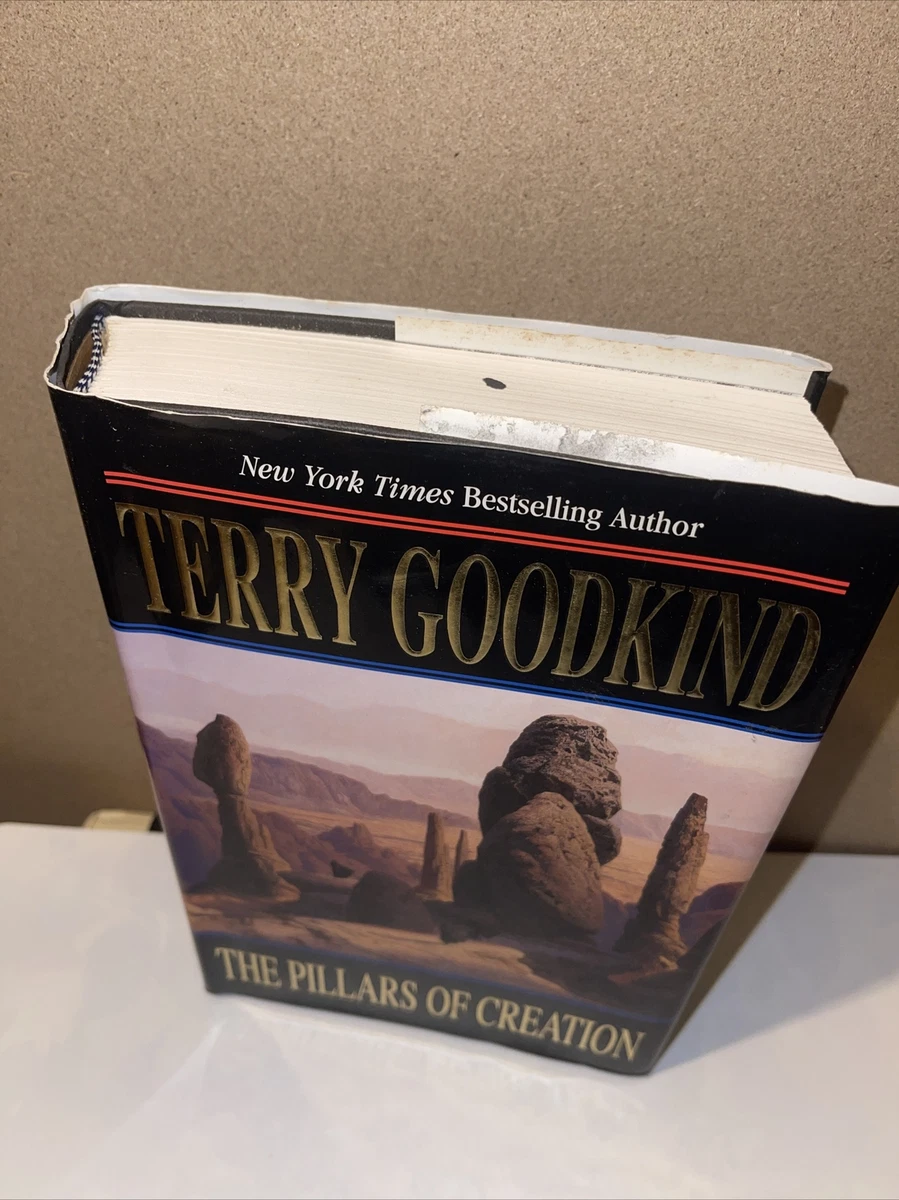 New York Times Bestselling Author
TERRY GOODKIND
THE PILLARS OF CREATION